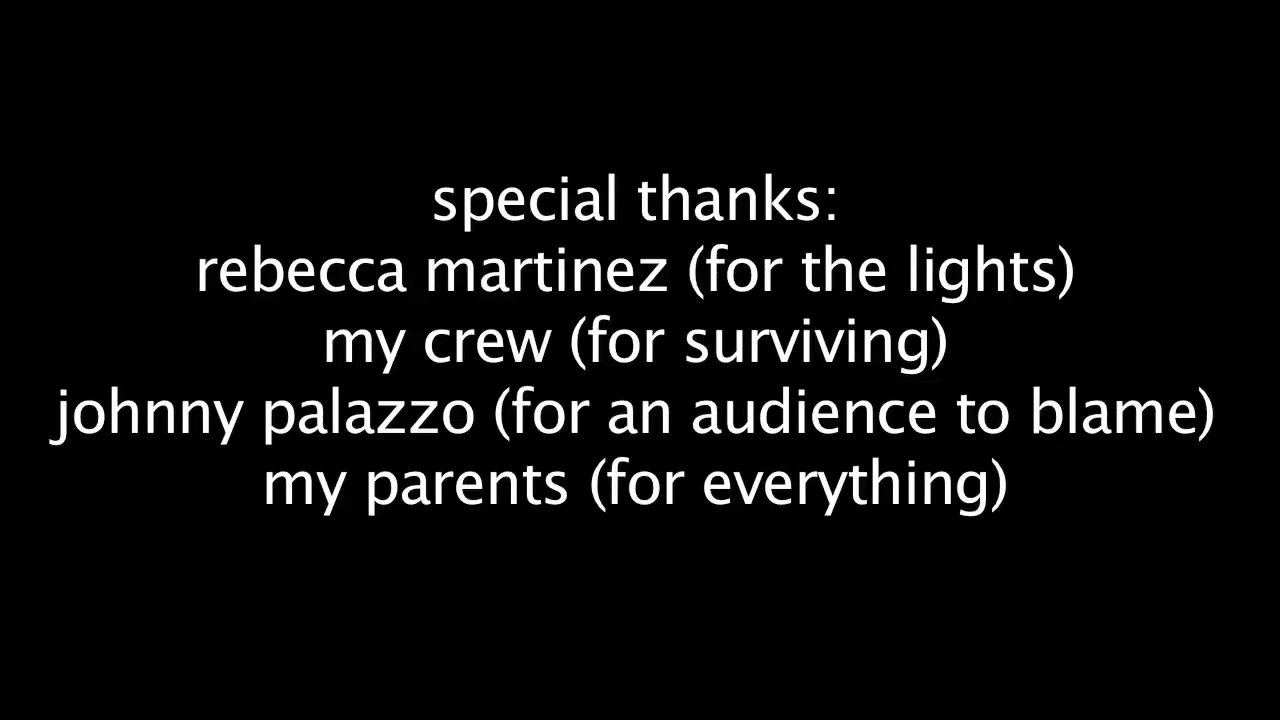 special thanks:
rebecca martinez (for the lights)
my crew (for surviving)
johnny palazzo (for an audience to blame)
my parents (for everything)